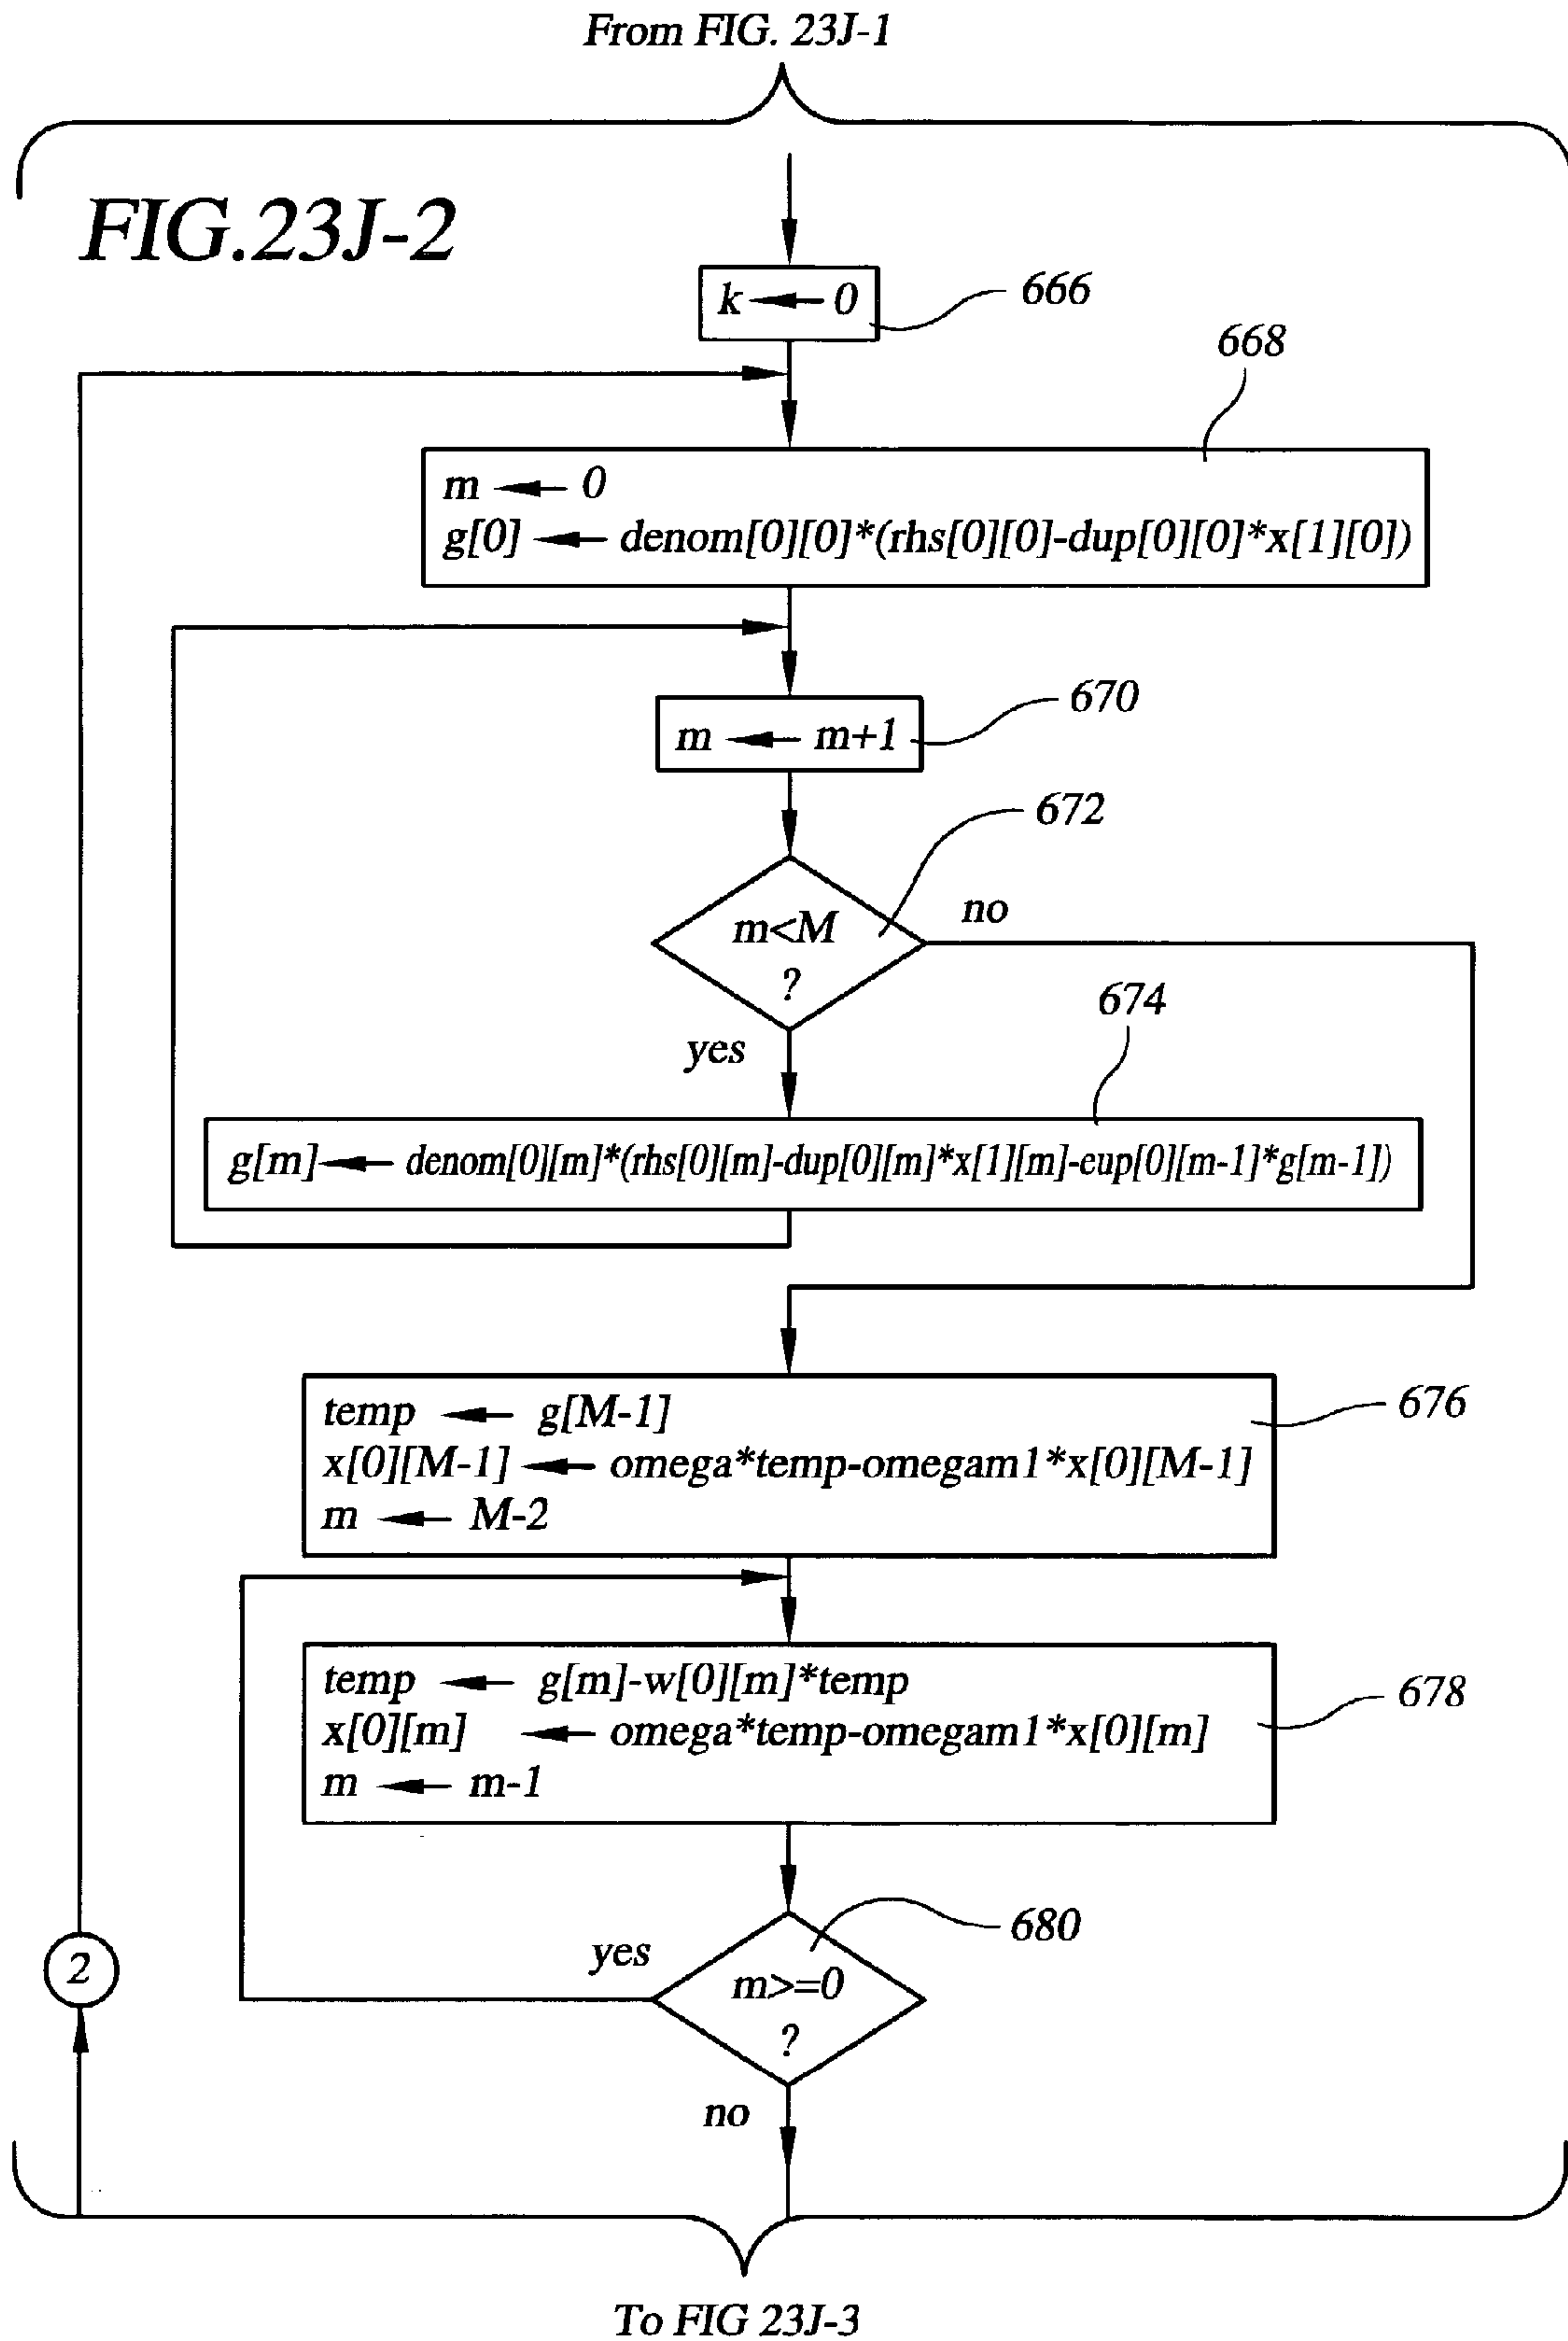 From FIG. 23J-1
FIG.23J-2
k ← 0
666
668
m ← 0
g[0] ← denom[0][0]*(rhs[0][0]-dup[0][0]*x[1][0])
m ← m+1
670
672
m<M
?
no
yes
674
g[m] ← denom[0][m]*(rhs[0][m]-dup[0][m]*x[1][m]-eup[0][m-1]*g[m-1])
temp ← g[M-1]
x[0][M-1] ← omega*temp-omegam1*x[0][M-1]
m ← M-2
676
temp ← g[m]-w[0][m]*temp
x[0][m] ← omega*temp-omegam1*x[0][m]
m ← m-1
678
680
yes
m>=0
?
2
no
To FIG 23J-3